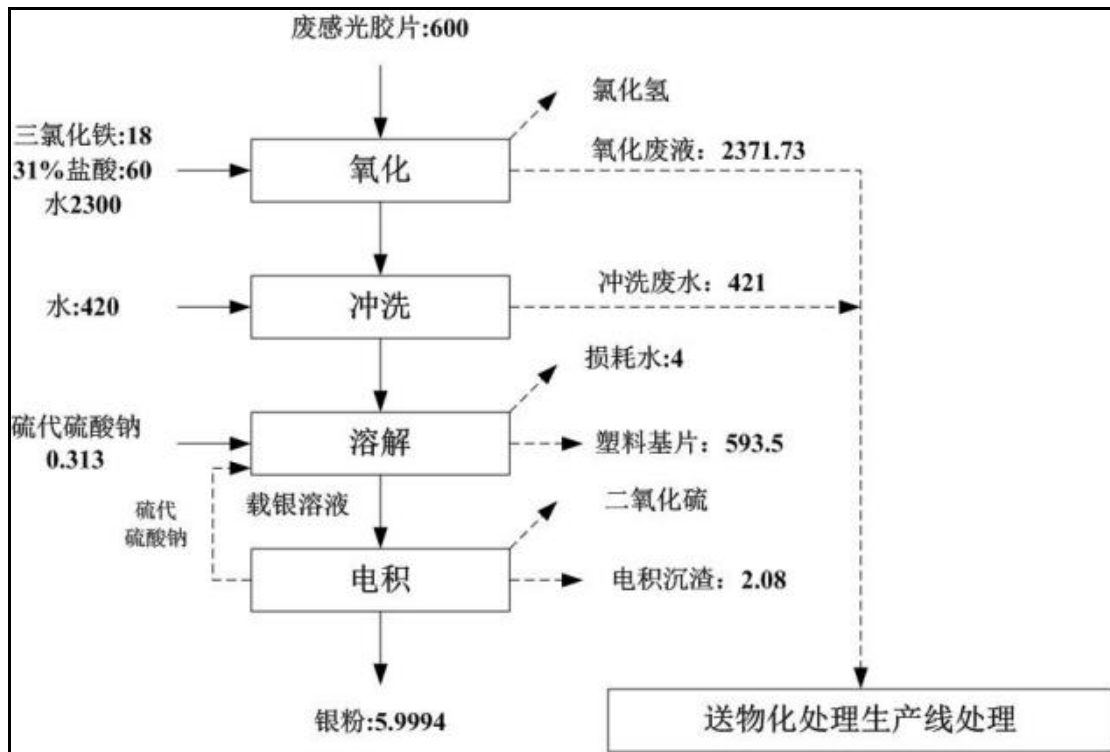 废感光胶片:600
氯化氢
三氯化铁:18
31%盐酸:60
水2300
氧化
氧化废液：2371.73
水:420
冲洗
冲洗废水：421
损耗水:4
硫代硫酸钠
0.313
溶解
塑料基片：593.5
硫代
硫酸钠
载银溶液
二氧化硫
电积
电积沉渣：2.08
银粉:5.9994
送物化处理生产线处理